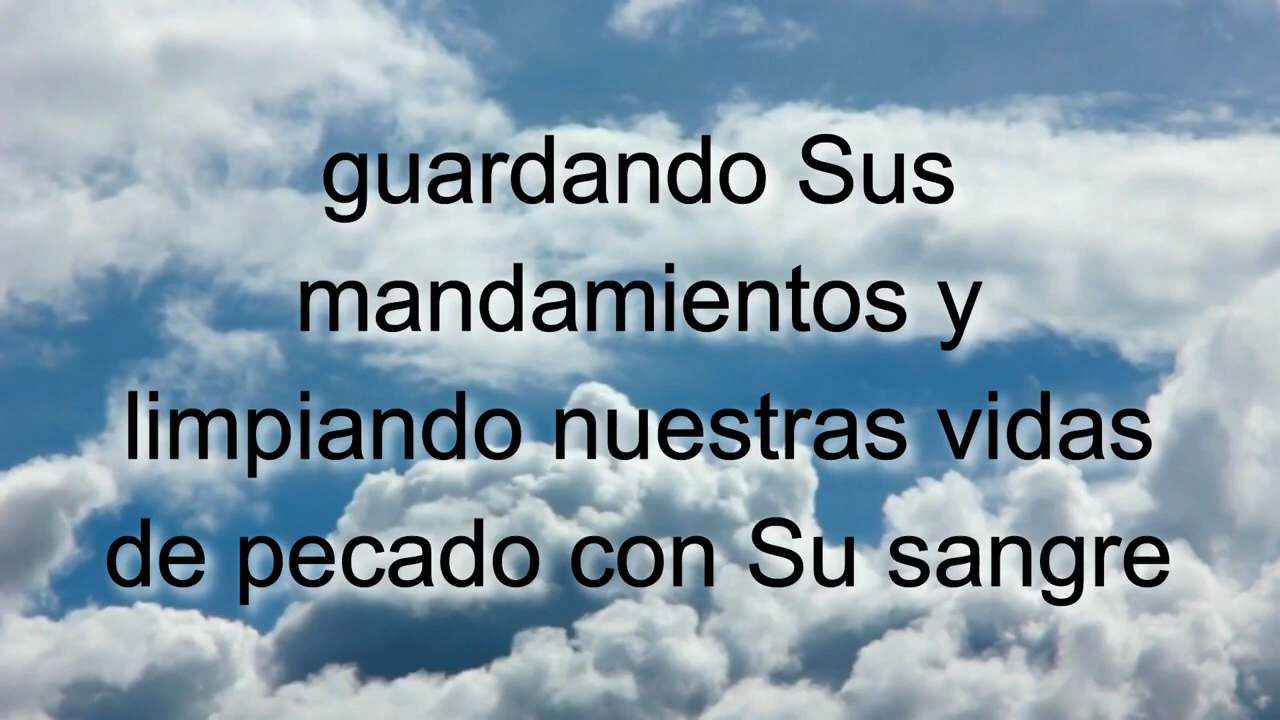 guardando Sus
mandamientos y
limpiando nuestras vidas
de pecado con Su sangre